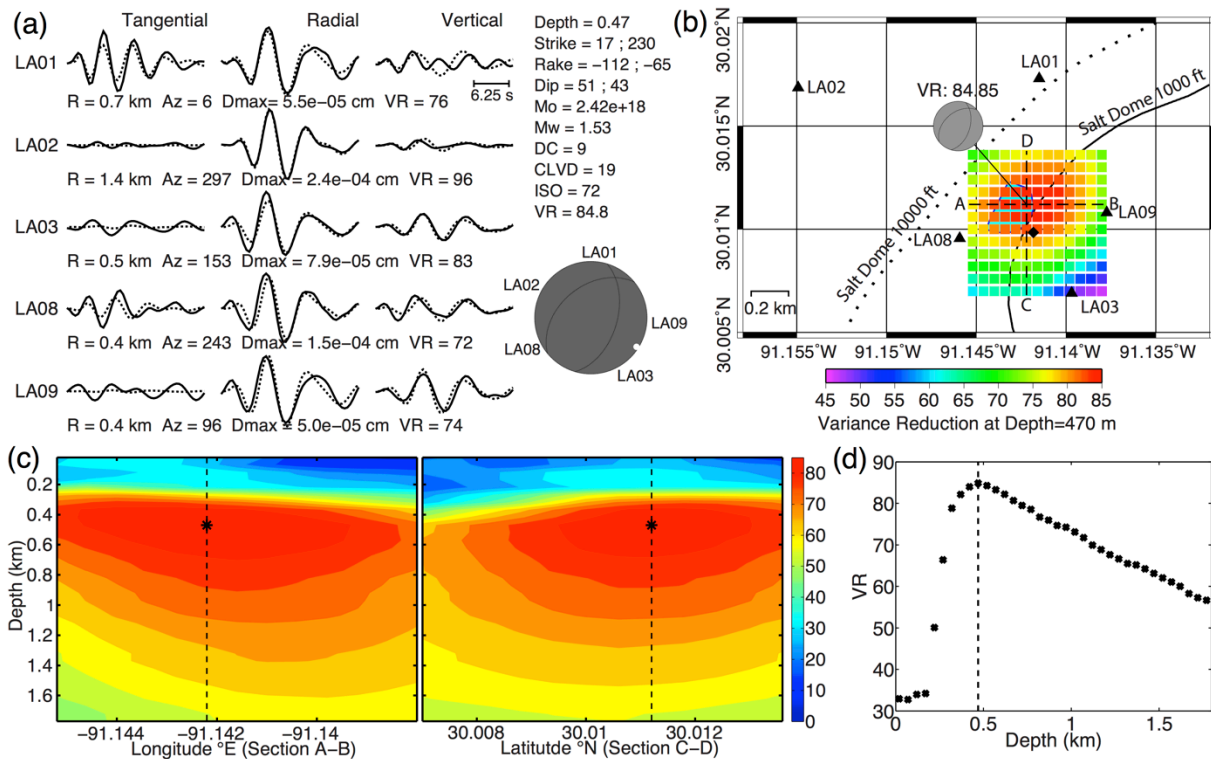 (a)
Tangential Radial Vertical
LA01
6.25 s
R = 0.7 km Az = 6 Dmax = 5.5e−05 cm VR = 76
LA02
R = 1.4 km Az = 297 Dmax = 2.4e−04 cm VR = 96
LA03
R = 0.5 km Az = 153 Dmax = 7.9e−05 cm VR = 83
LA08
R = 0.4 km Az = 243 Dmax = 1.5e−04 cm VR = 72
LA09
R = 0.4 km Az = 96 Dmax = 5.0e−05 cm VR = 74
Depth = 0.47
Strike = 17 ; 230
Rake = −112 ; −65
Dip = 51 ; 43
Mo = 2.42e+18
Mw = 1.53
DC = 9
CLVD = 19
ISO = 72
VR = 84.8
LA01
LA02
LA09
LA08
LA03
(b)
30.02°N
30.015°N
30.01°N
30.005°N
LA01
LA02
VR: 84.85
Salt Dome 1000 ft
D
A
B
LA09
LA08
Salt Dome 10000 ft
0.2 km
C
LA03
91.155°W 91.15°W 91.145°W 91.14°W 91.135°W
45 50 55 60 65 70 75 80 85
Variance Reduction at Depth=470 m
(c)
Depth (km)
0.2
0.4
0.6
0.8
1
1.2
1.4
1.6
−91.144 −91.142 −91.14
Longitude °E (Section A−B)
30.008 30.01 30.012
Latitutde °N (Section C−D)
80
70
60
50
40
30
20
10
0
(d)
VR
90
80
70
60
50
40
30
0 0.5 1 1.5
Depth (km)